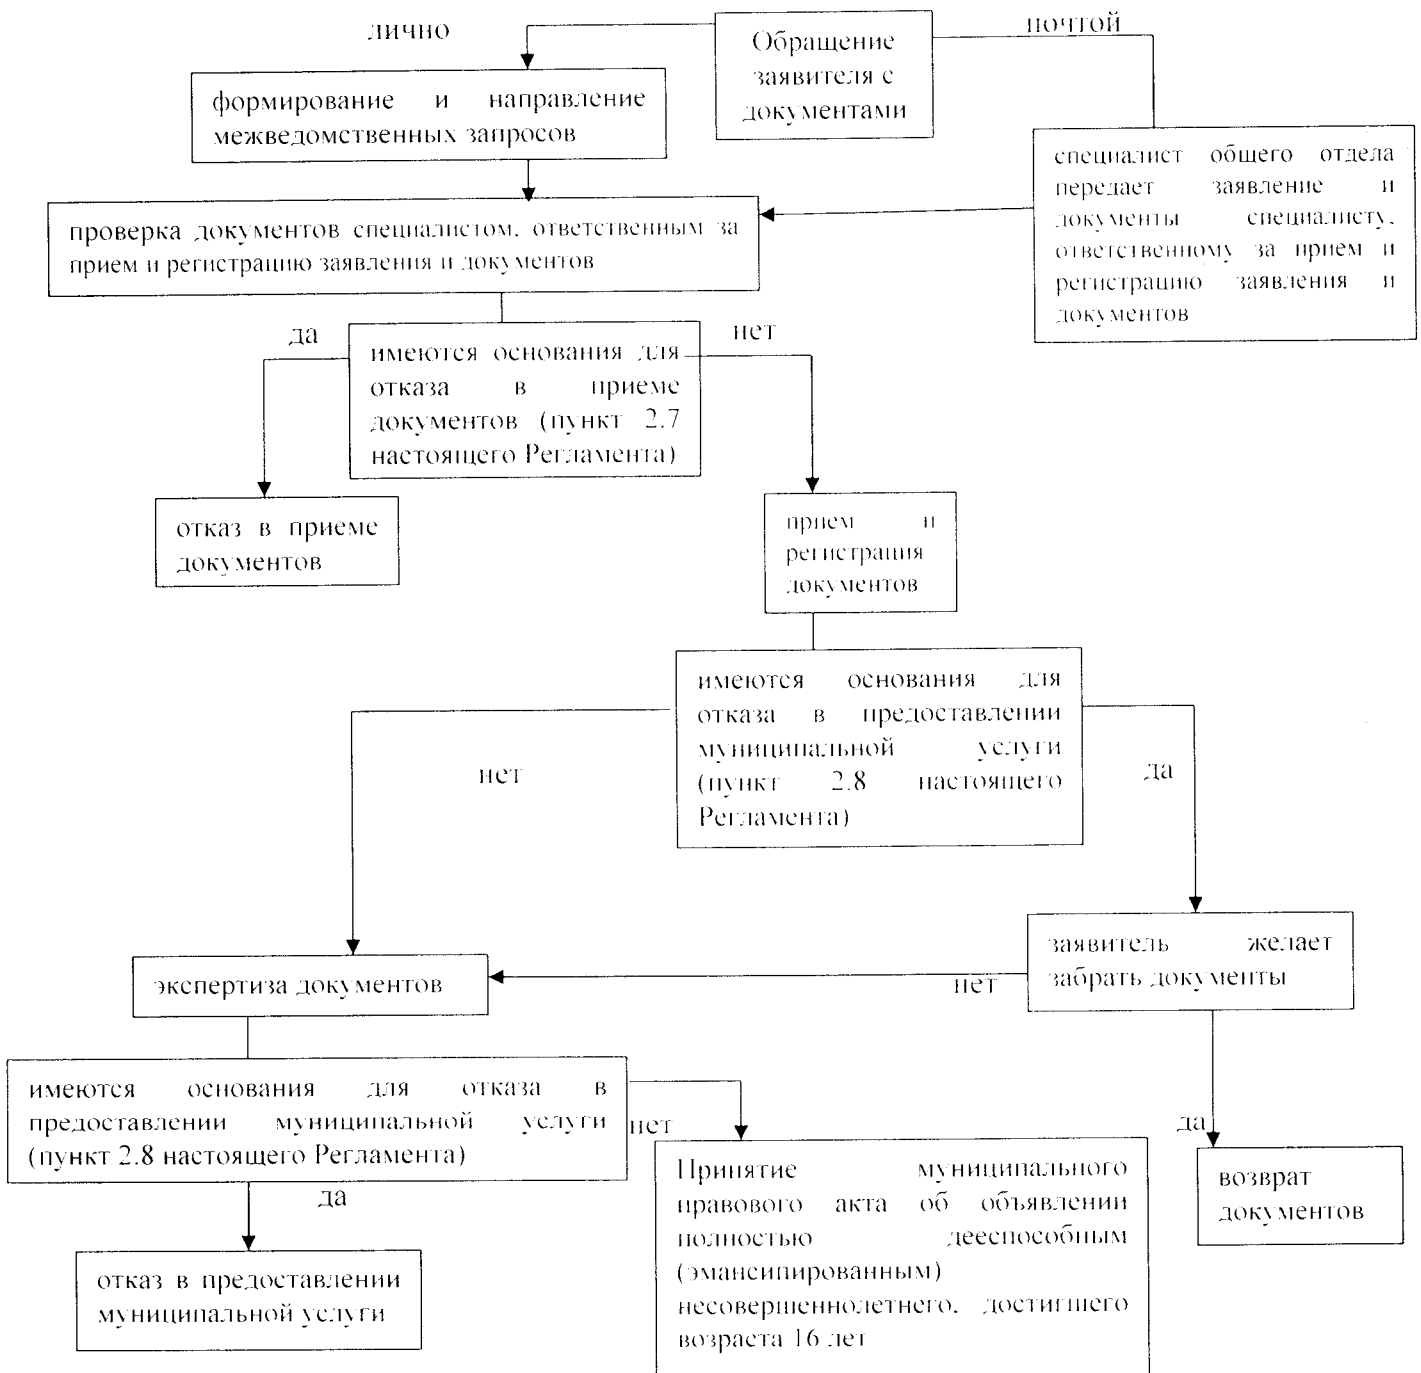 лично
Обращение
заявителя с
документами
почтой
формирование и направление
межведомственных запросов
специалист общего отдела
передает заявление и
документы специалисту,
ответственному за прием и
регистрацию заявления и
документов
проверка документов специалистом, ответственным за
прием и регистрацию заявления и документов
да
имеются основания для
отказа в приеме
документов (пункт 2.7
настоящего Регламента)
нет
отказ в приеме
документов
прием и
регистрация
документов
имеются основания для
отказа в предоставлении
муниципальной услуги
(пункт 2.8 настоящего
Регламента)
нет
да
заявитель желает
забрать документы
экспертиза документов
нет
имеются основания для отказа в
предоставлении муниципальной услуги
(пункт 2.8 настоящего Регламента)
нет
да
да
Принятие муниципального
правового акта об объявлении
полностью дееспособным
(эмансипированным)
несовершеннолетнего, достигшего
возраста 16 лет
возврат
документов
отказ в предоставлении
муниципальной услуги